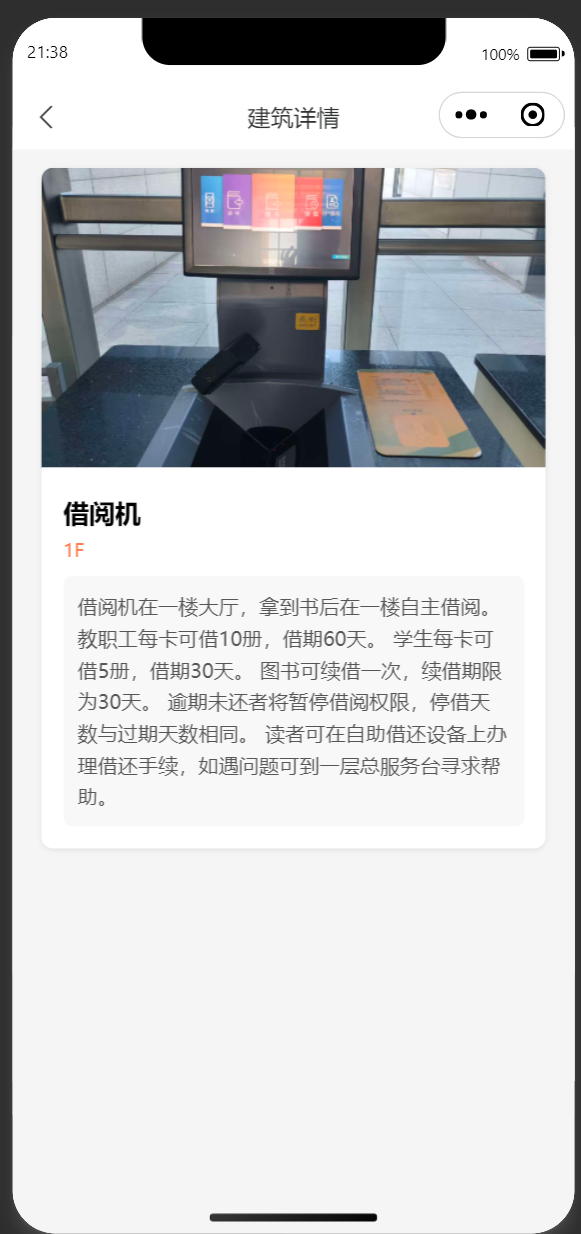 21:38
100%
建筑详情
借阅机
1F
借阅机在一楼大厅，拿到书后在一楼自主借阅。
教职工每卡可借10册，借期60天。 学生每卡可
借5册，借期30天。 图书可续借一次，续借期限
为30天。 逾期未还者将暂停借阅权限，停借天
数与过期天数相同。 读者可在自助借还设备上办
理借还手续，如遇问题可到一层总服务台寻求帮
助。